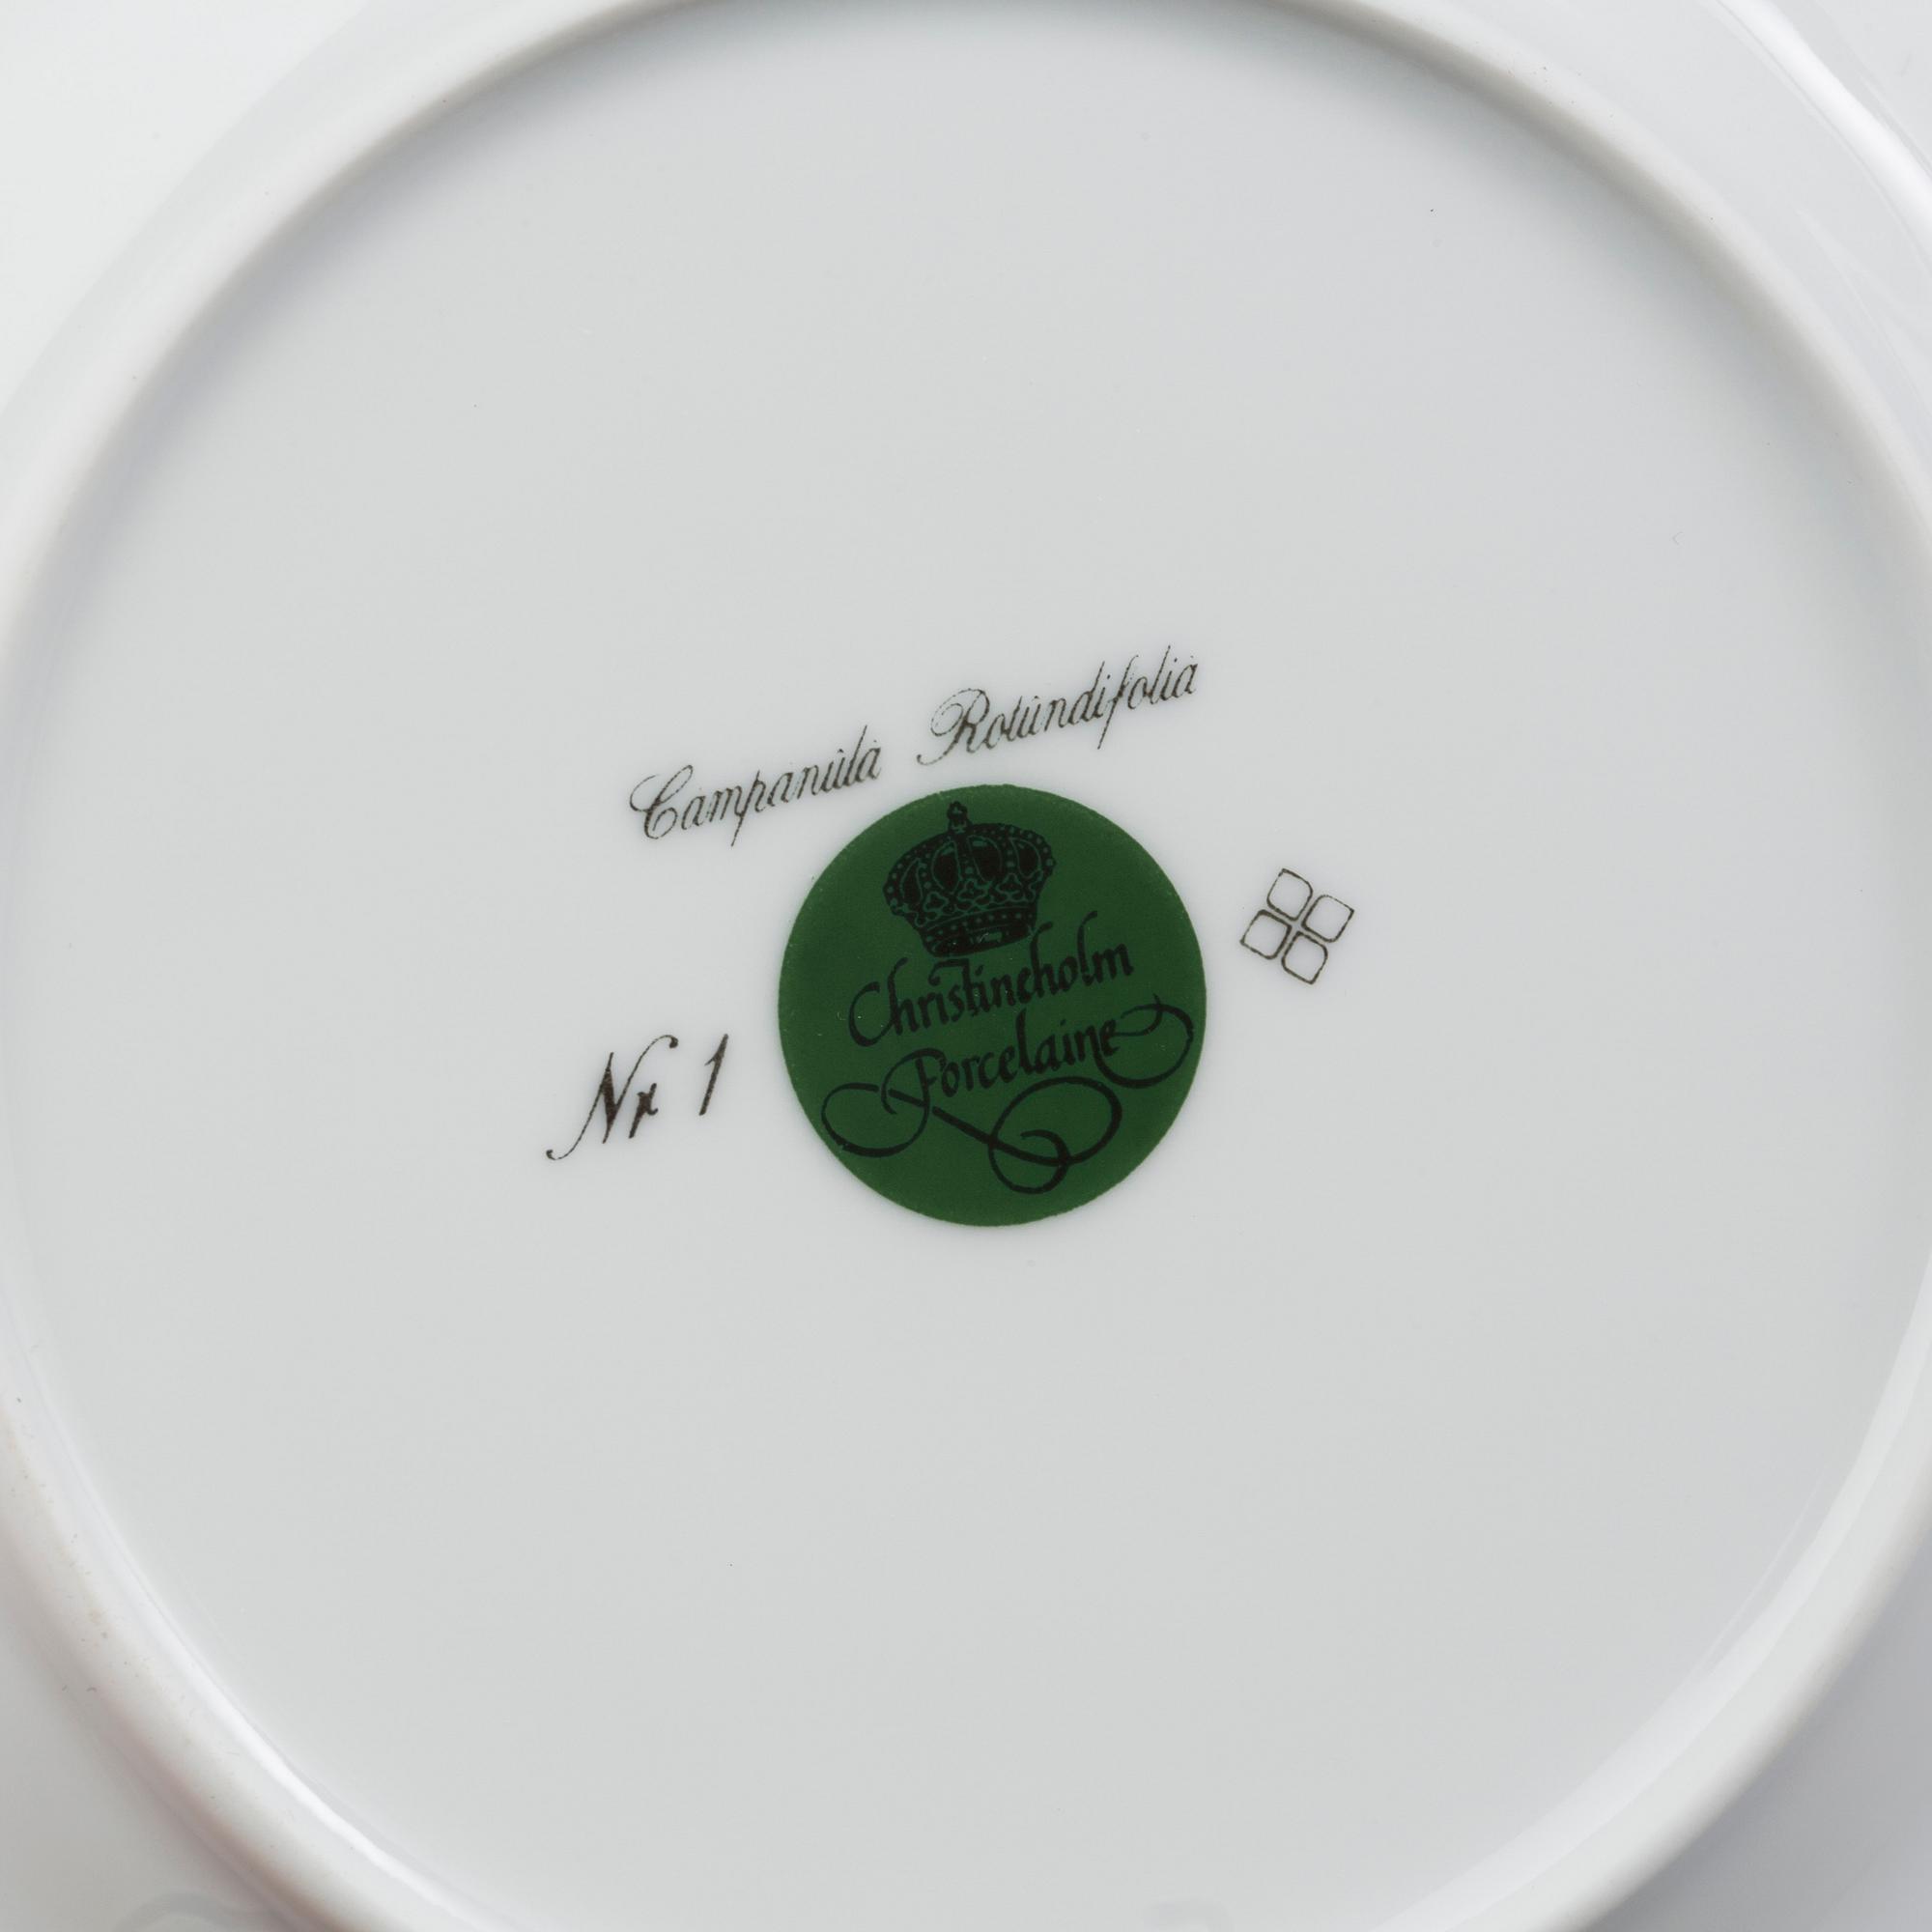 Campanula Rotundifolia
Christineholm
Porcelaine
Nr 1